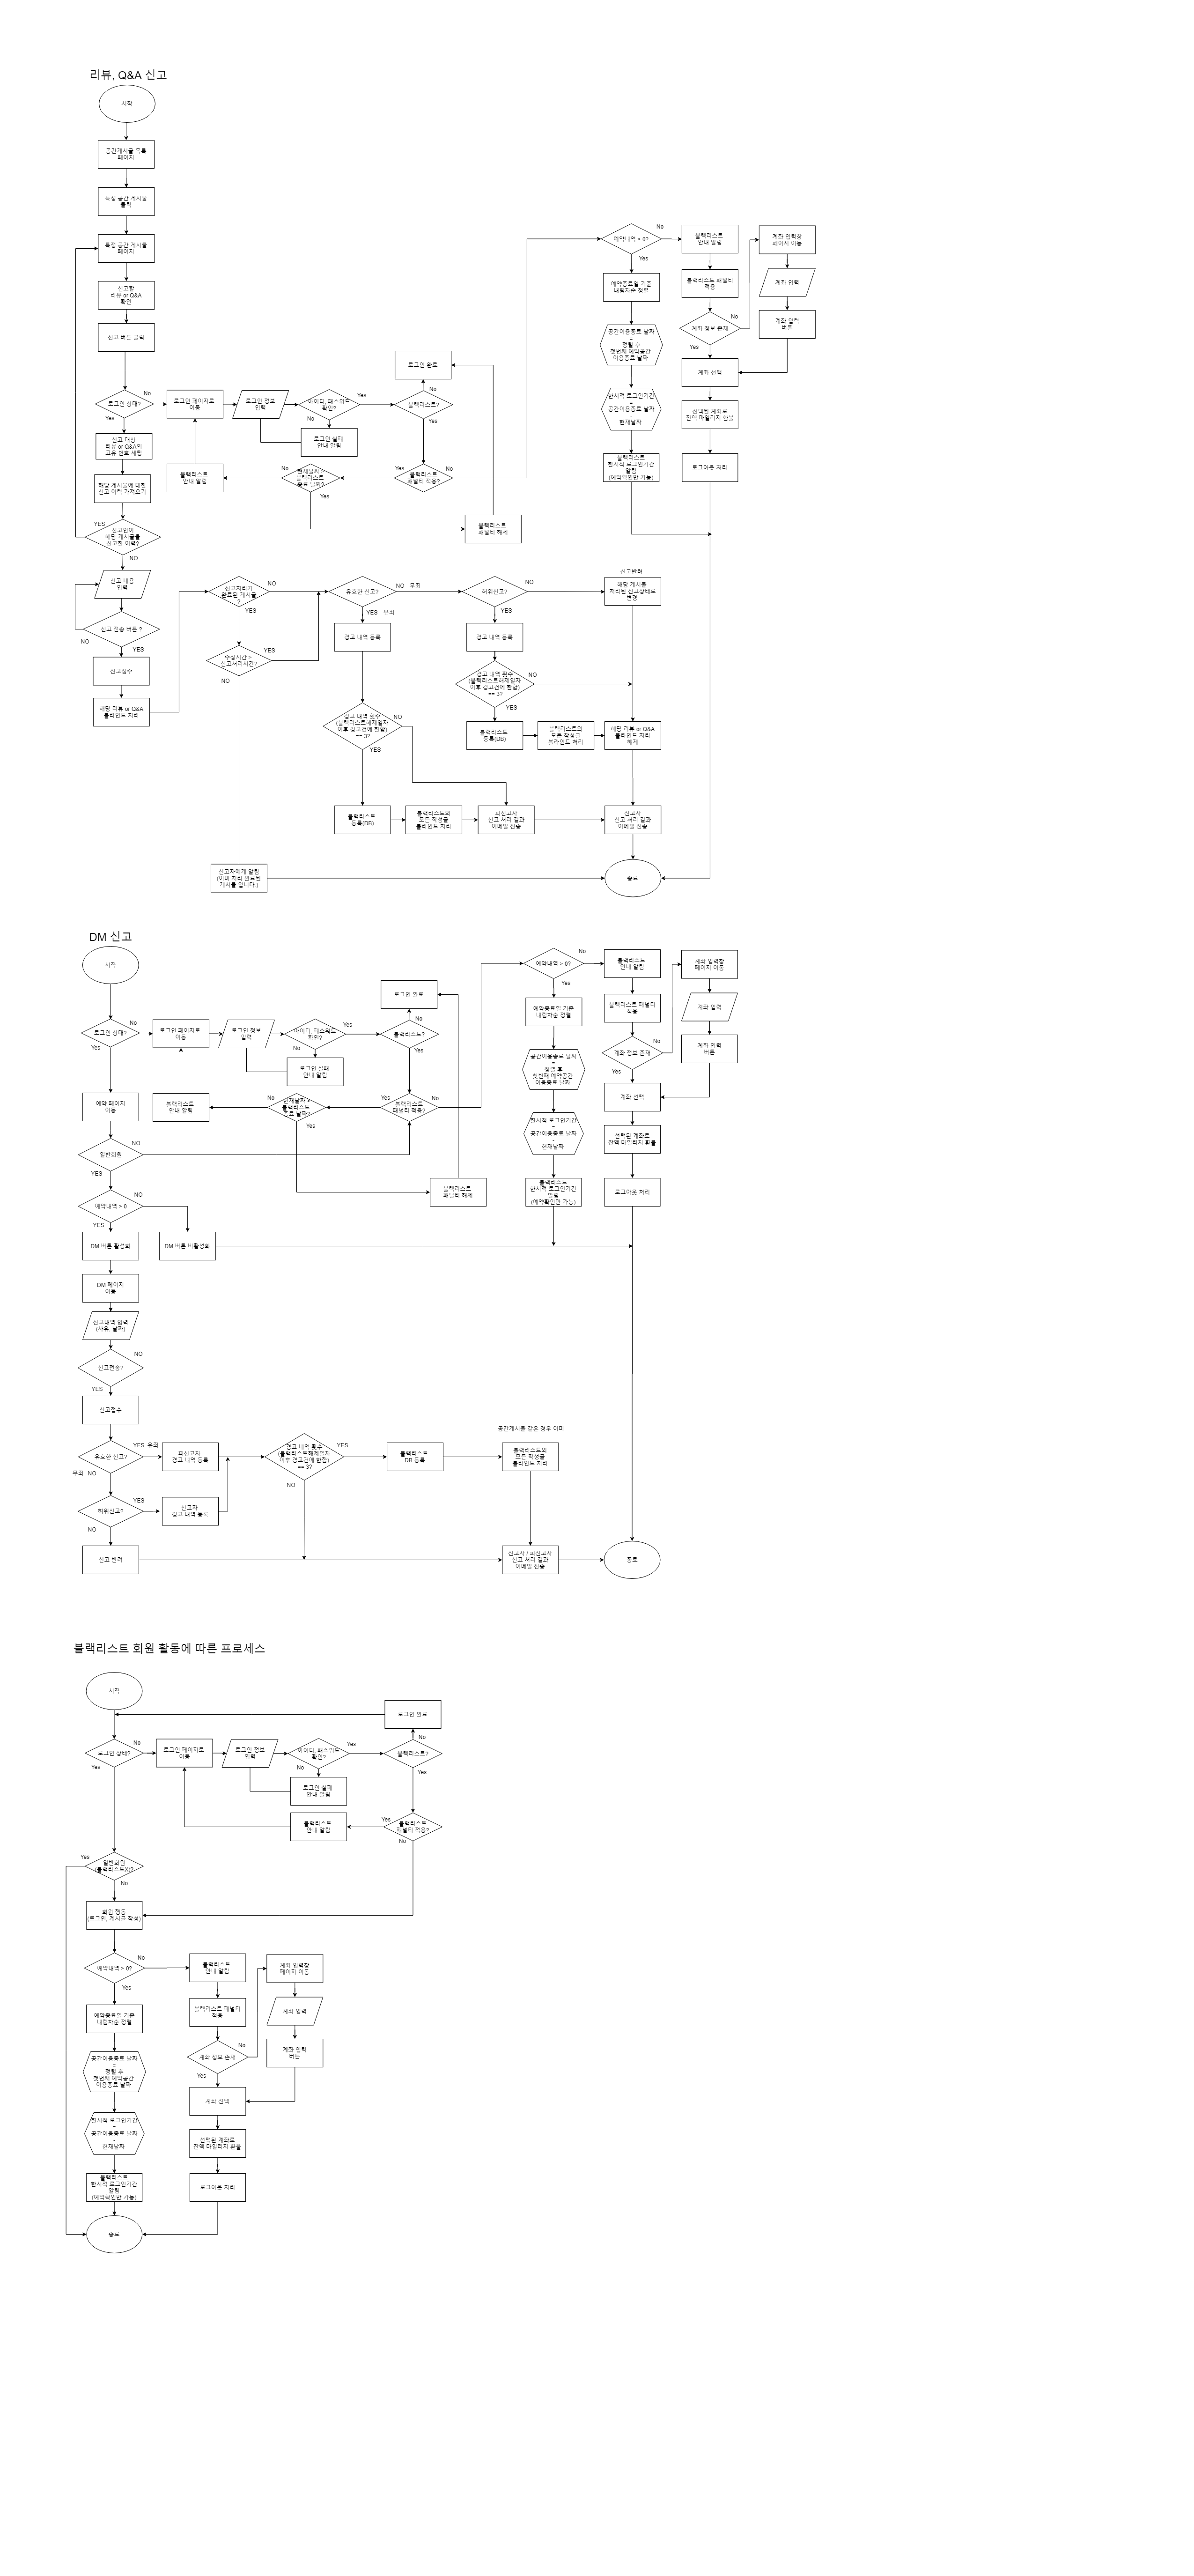 리뷰, Q&A 신고
시작
공간게시글 목록
페이지
특정 공간 게시물
클릭
특정 공간 게시물
페이지
신고할
리뷰 or Q&A
확인
신고 버튼 클릭
로그인 상태?
No
Yes
로그인 페이지로
이동
로그인 정보
입력
아이디, 패스워드
확인?
Yes
No
로그인 실패
안내 알림
블랙리스트?
No
Yes
로그인 완료
블랙리스트
패널티 적용?
Yes
No
현재날짜 >
블랙리스트
종료 날짜?
No
Yes
블랙리스트
안내 알림
블랙리스트
패널티 해제
신고 대상
리뷰 or Q&A의
고유 번호 세팅
해당 게시물에 대한
신고 이력 가져오기
신고인이
해당 게시글을
신고한 이력?
YES
NO
신고 내용
입력
신고 전송 버튼 ?
NO
YES
신고접수
해당 리뷰 or Q&A
블라인드 처리
예약내역 > 0?
No
Yes
예약종료일 기준
내림차순 정렬
공간이용종료 날짜
=
정렬 후
첫번째 예약공간
이용종료 날짜
한시적 로그인기간
=
공간이용종료 날짜
-
현재날짜
블랙리스트
한시적 로그인기간
알림
(예약확인만 가능)
블랙리스트
안내 알림
블랙리스트 패널티
적용
계좌 정보 존재
No
Yes
계좌 선택
선택된 계좌로
잔액 마일리지 환불
로그아웃 처리
계좌 입력창
페이지 이동
계좌 입력
계좌 입력
버튼
신고처리가
완료된 게시글
?
NO
YES
수정시간 >
신고처리시간?
YES
NO
유효한 신고?
NO 무죄
YES 유죄
경고 내역 등록
경고 내역 횟수
(블랙리스트해제일자
이후 경고건에 한함)
== 3?
NO
YES
블랙리스트
등록(DB)
블랙리스트의
모든 작성글
블라인드 처리
피신고자
신고 처리 결과
이메일 전송
허위신고?
NO
YES
경고 내역 등록
경고 내역 횟수
(블랙리스트해제일자
이후 경고건에 한함)
== 3?
NO
YES
블랙리스트
등록(DB)
블랙리스트의
모든 작성글
블라인드 처리
신고반려
해당 게시물
처리된 신고상태로
변경
해당 리뷰 or Q&A
블라인드 처리
해제
신고자
신고 처리 결과
이메일 전송
신고자에게 알림
(이미 처리 완료된
게시물 입니다.)
종료
DM 신고
시작
로그인 상태?
No
Yes
로그인 페이지로
이동
로그인 정보
입력
아이디, 패스워드
확인?
Yes
No
로그인 실패
안내 알림
블랙리스트?
No
Yes
로그인 완료
블랙리스트
패널티 적용?
Yes
No
현재날짜 >
블랙리스트
종료 날짜?
No
Yes
블랙리스트
안내 알림
블랙리스트
패널티 해제
예약 페이지
이동
일반회원
NO
YES
예약내역 > 0
NO
YES
DM 버튼 활성화
DM 버튼 비활성화
DM 페이지
이동
신고내역 입력
(사유, 날짜)
신고전송?
NO
YES
신고접수
유효한 신고?
YES 유죄
무죄 NO
피신고자
경고 내역 등록
허위신고?
YES
NO
신고자
경고 내역 등록
신고 반려
경고 내역 횟수
(블랙리스트해제일자
이후 경고건에 한함)
== 3?
YES
NO
블랙리스트
DB 등록
공간게시물 같은 경우 이미
블랙리스트의
모든 작성글
블라인드 처리
신고자 / 피신고자
신고 처리 결과
이메일 전송
예약내역 > 0?
No
Yes
예약종료일 기준
내림차순 정렬
공간이용종료 날짜
=
정렬 후
첫번째 예약공간
이용종료 날짜
한시적 로그인기간
=
공간이용종료 날짜
-
현재날짜
블랙리스트
한시적 로그인기간
알림
(예약확인만 가능)
블랙리스트
안내 알림
블랙리스트 패널티
적용
계좌 정보 존재
No
Yes
계좌 선택
선택된 계좌로
잔액 마일리지 환불
로그아웃 처리
계좌 입력창
페이지 이동
계좌 입력
계좌 입력
버튼
종료
블랙리스트 회원 활동에 따른 프로세스
시작
로그인 상태?
No
Yes
로그인 페이지로
이동
로그인 정보
입력
아이디, 패스워드
확인?
Yes
No
로그인 실패
안내 알림
블랙리스트?
No
Yes
로그인 완료
블랙리스트
패널티 적용?
Yes
No
블랙리스트
안내 알림
일반회원
(블랙리스트X)?
Yes
No
회원 행동
(로그인, 게시글 작성)
예약내역 > 0?
No
Yes
예약종료일 기준
내림차순 정렬
공간이용종료 날짜
=
정렬 후
첫번째 예약공간
이용종료 날짜
한시적 로그인기간
=
공간이용종료 날짜
-
현재날짜
블랙리스트
한시적 로그인기간
알림
(예약확인만 가능)
블랙리스트
안내 알림
블랙리스트 패널티
적용
계좌 정보 존재
No
Yes
계좌 선택
선택된 계좌로
잔액 마일리지 환불
로그아웃 처리
계좌 입력창
페이지 이동
계좌 입력
계좌 입력
버튼
종료